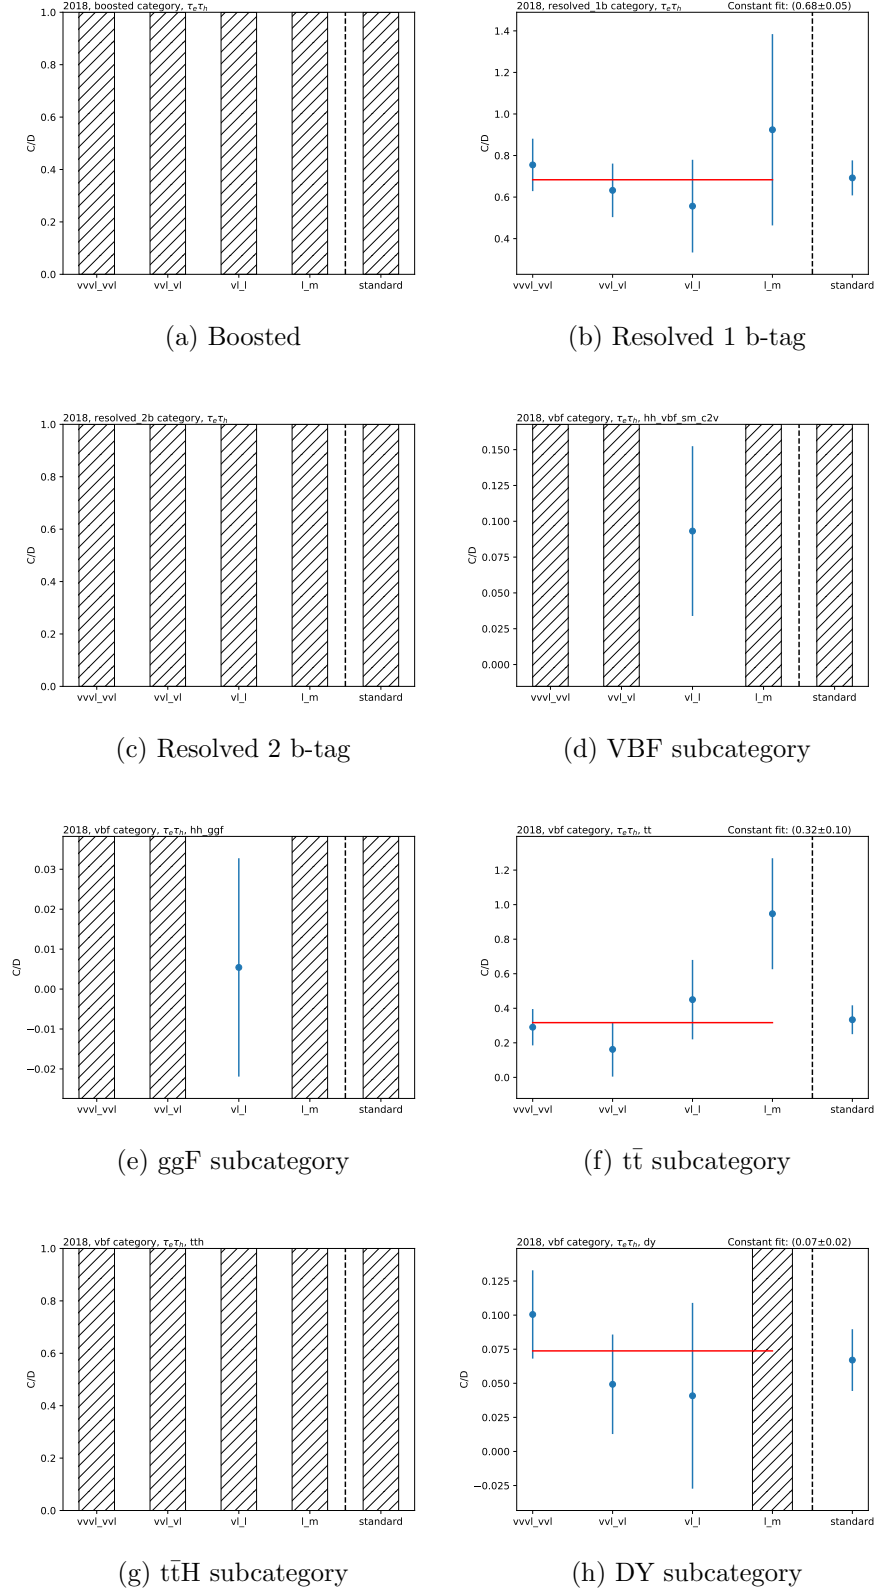 2018, boosted category, τₑτₕ
C/D
1.0
0.8
0.6
0.4
0.2
0.0
vvvl_vvl vvl_vl vl_l l_m standard
(a) Boosted
2018, resolved_1b category, τₑτₕ Constant fit: (0.68±0.05)
C/D
1.4
1.2
1.0
0.8
0.6
0.4
vvvl_vvl vvl_vl vl_l l_m standard
(b) Resolved 1 b-tag
2018, resolved_2b category, τₑτₕ
C/D
1.0
0.8
0.6
0.4
0.2
0.0
vvvl_vvl vvl_vl vl_l l_m standard
(c) Resolved 2 b-tag
2018, vbf category, τₑτₕ, hh_vbf_sm_c2v
C/D
0.150
0.125
0.100
0.075
0.050
0.025
0.000
vvvl_vvl vvl_vl vl_l l_m standard
(d) VBF subcategory
2018, vbf category, τₑτₕ, hh_ggf
C/D
0.03
0.02
0.01
0.00
−0.01
−0.02
vvvl_vvl vvl_vl vl_l l_m standard
(e) ggF subcategory
2018, vbf category, τₑτₕ, tt Constant fit: (0.32±0.10)
C/D
1.2
1.0
0.8
0.6
0.4
0.2
0.0
vvvl_vvl vvl_vl vl_l l_m standard
(f) tt̄ subcategory
2018, vbf category, τₑτₕ, tth
C/D
1.0
0.8
0.6
0.4
0.2
0.0
vvvl_vvl vvl_vl vl_l l_m standard
(g) tt̄H subcategory
2018, vbf category, τₑτₕ, dy Constant fit: (0.07±0.02)
C/D
0.125
0.100
0.075
0.050
0.025
0.000
−0.025
vvvl_vvl vvl_vl vl_l l_m standard
(h) DY subcategory